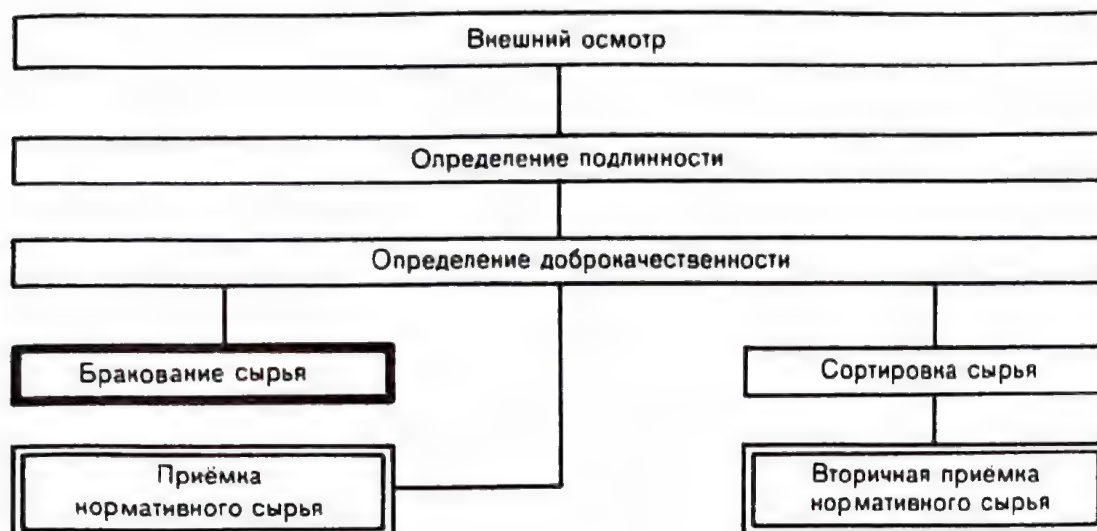 Внешний осмотр
Определение подлинности
Определение доброкачественности
Бракование сырья
Сортировка сырья
Приёмка
нормативного сырья
Вторичная приёмка
нормативного сырья